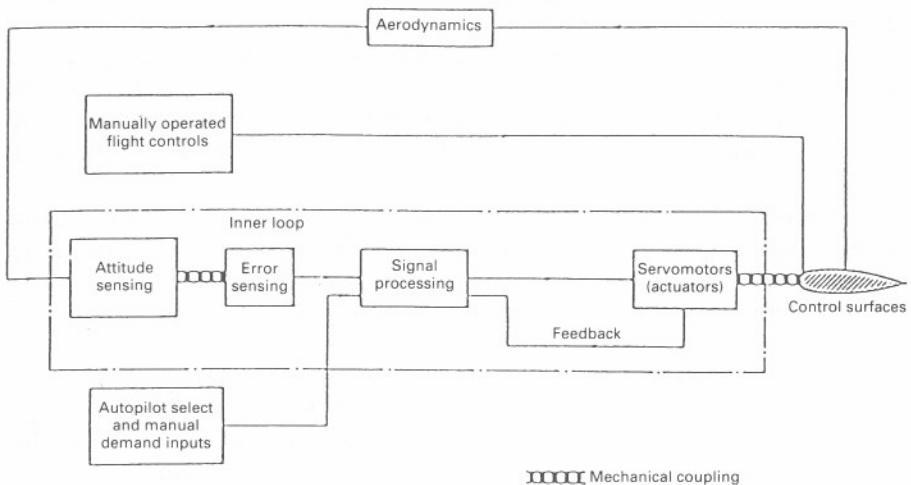 Aerodynamics
Manually operated
flight controls
Inner loop
Attitude
sensing
Error
sensing
Signal
processing
Servomotors
(actuators)
Control surfaces
Feedback
Autopilot select
and manual
demand inputs
Mechanical coupling